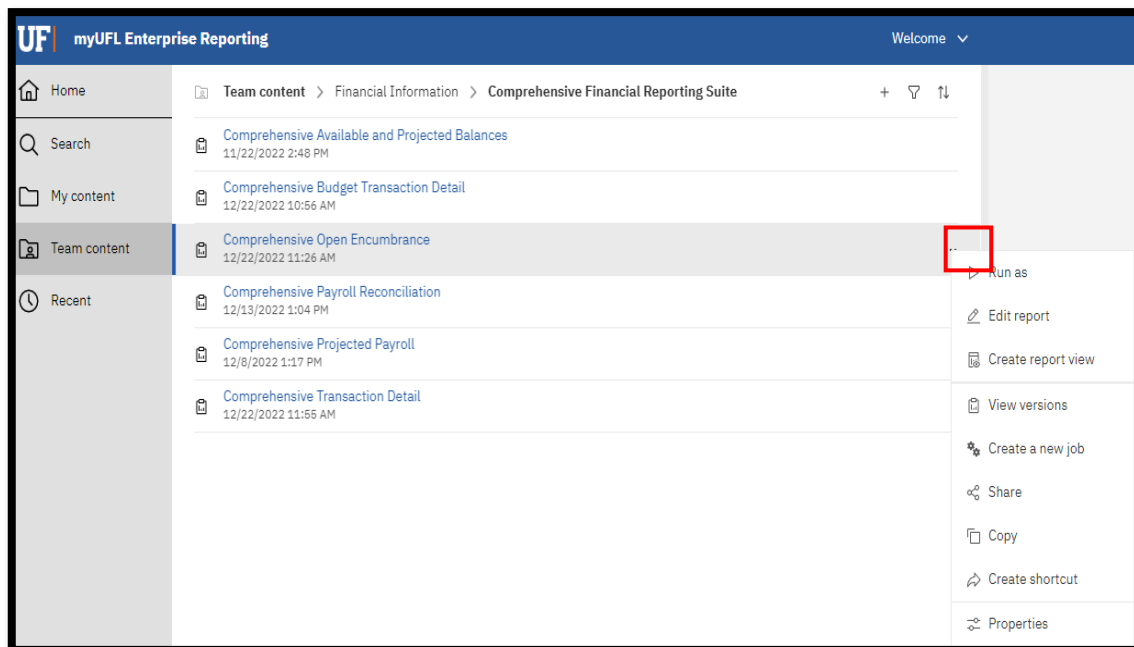 UF myUFL Enterprise Reporting Welcome
Home
Search
My content
Team content
Recent
Team content > Financial Information > Comprehensive Financial Reporting Suite
Comprehensive Available and Projected Balances
11/22/2022 2:48 PM
Comprehensive Budget Transaction Detail
12/22/2022 10:56 AM
Comprehensive Open Encumbrance
12/22/2022 11:26 AM
Comprehensive Payroll Reconciliation
12/13/2022 1:04 PM
Comprehensive Projected Payroll
12/8/2022 1:17 PM
Comprehensive Transaction Detail
12/22/2022 11:55 AM
Run as
Edit report
Create report view
View versions
Create a new job
Share
Copy
Create shortcut
Properties